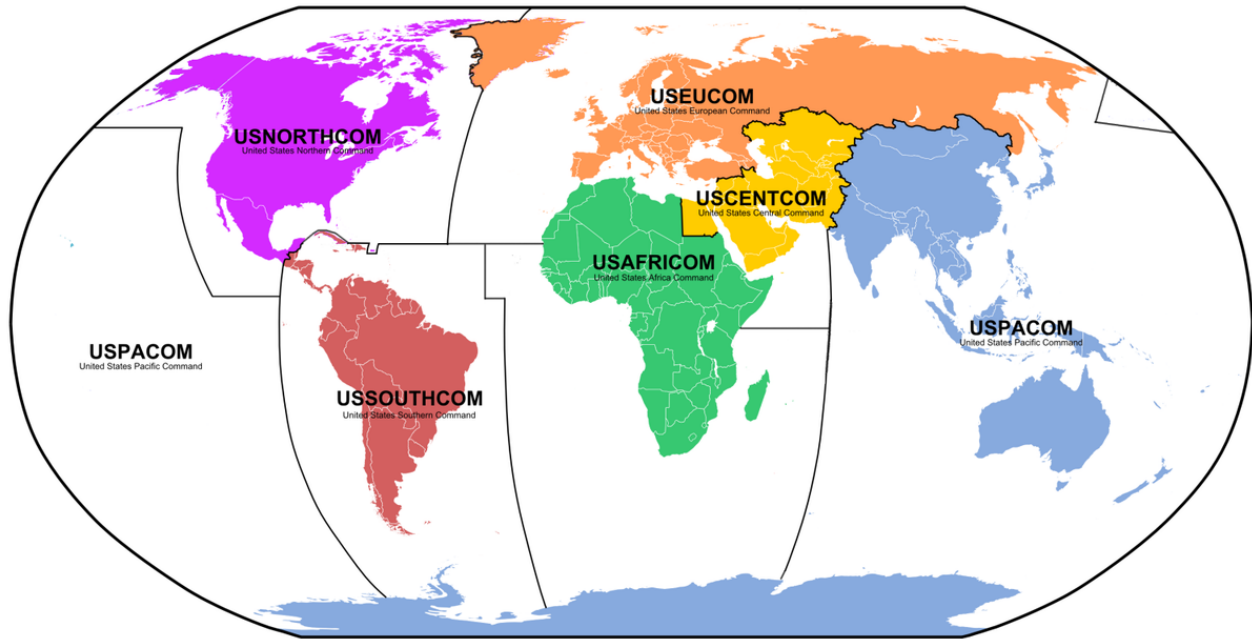 USEUCOM
United States European Command
USNORTHCOM
United States Northern Command
USCENTCOM
United States Central Command
USAFRICOM
United States Africa Command
USPACOM
United States Pacific Command
USPACOM
United States Pacific Command
USSOUTHCOM
United States Southern Command